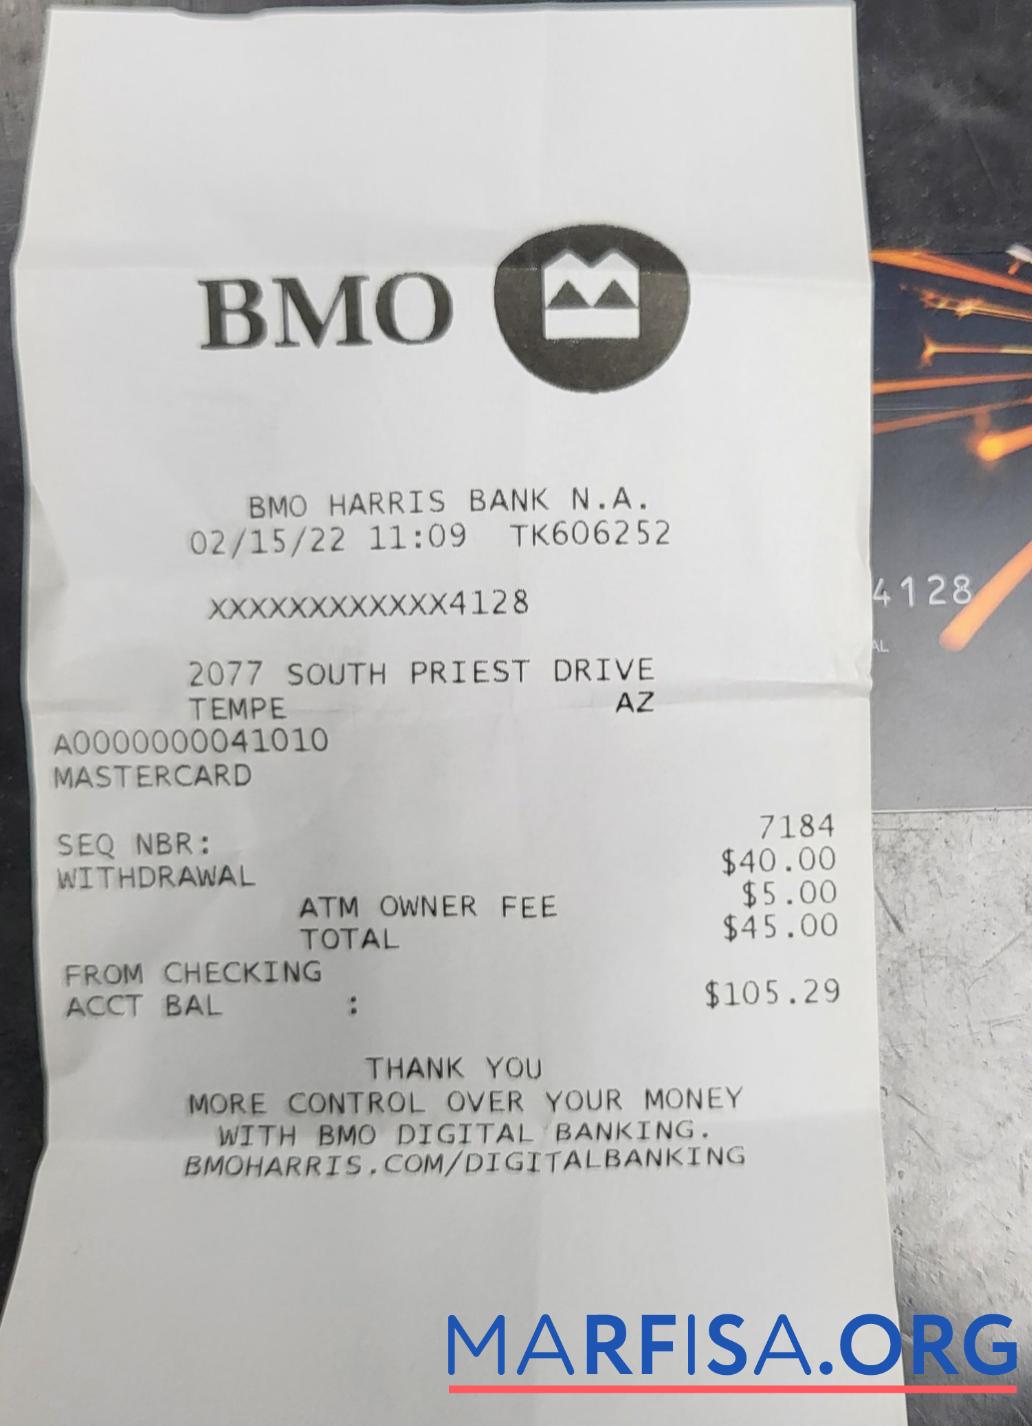 BMO
BMO HARRIS BANK N.A.
02/15/22 11:09 TK606252
XXXXXXXXXXXX4128
2077 SOUTH PRIEST DRIVE
TEMPE AZ
A0000000041010
MASTERCARD
SEQ NBR: 7184
WITHDRAWAL $40.00
ATM OWNER FEE $5.00
TOTAL $45.00
FROM CHECKING
ACCT BAL : $105.29
THANK YOU
MORE CONTROL OVER YOUR MONEY
WITH BMO DIGITAL BANKING.
BMOHARRIS.COM/DIGITALBANKING
4128
AL
MARFISA.ORG